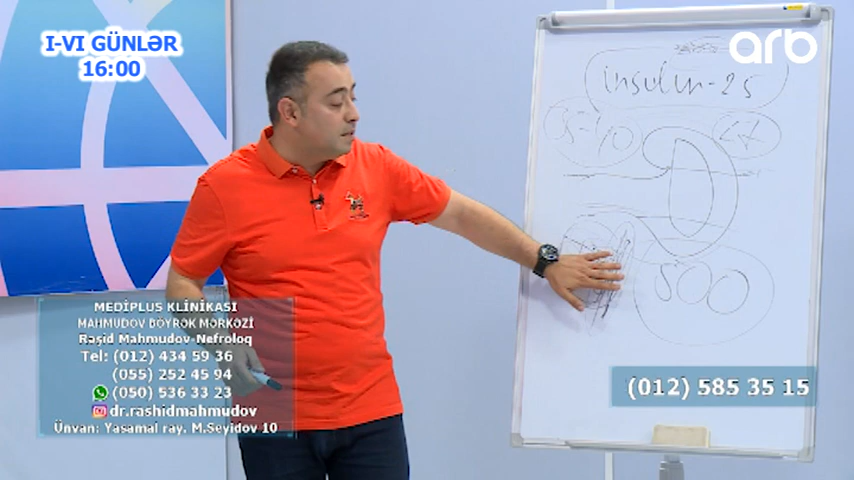 I-VI GÜNLƏR
16:00
arb
insulin-25
35-40
500
MEDİPLUS KLİNİKASI
MAHMUDOV BÖYRƏK MƏRKƏZİ
Rəşid Mahmudov-Nefroloq
Tel: (012) 434 59 36
(055) 252 45 94
(050) 536 33 23
dr.rashidmahmudov
Ünvan: Yasamal ray. M.Seyidov 10
(012) 585 35 15